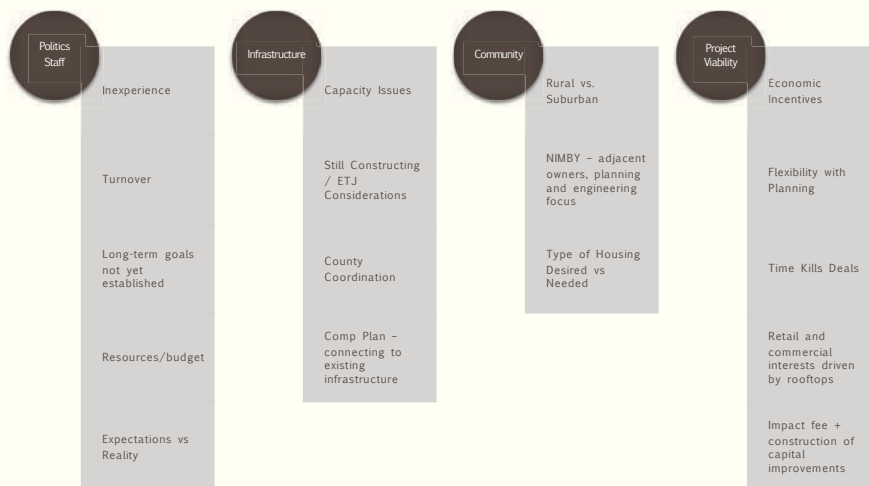 Politics
Staff
Inexperience
Turnover
Long-term goals
not yet
established
Resources/budget
Expectations vs
Reality
Infrastructure
Capacity Issues
Still Constructing
/ ETJ
Considerations
County
Coordination
Comp Plan –
connecting to
existing
infrastructure
Community
Rural vs.
Suburban
NIMBY – adjacent
owners, planning
and engineering
focus
Type of Housing
Desired vs
Needed
Project
Viability
Economic
Incentives
Flexibility with
Planning
Time Kills Deals
Retail and
commercial
interests driven
by rooftops
Impact fee +
construction of
capital
improvements